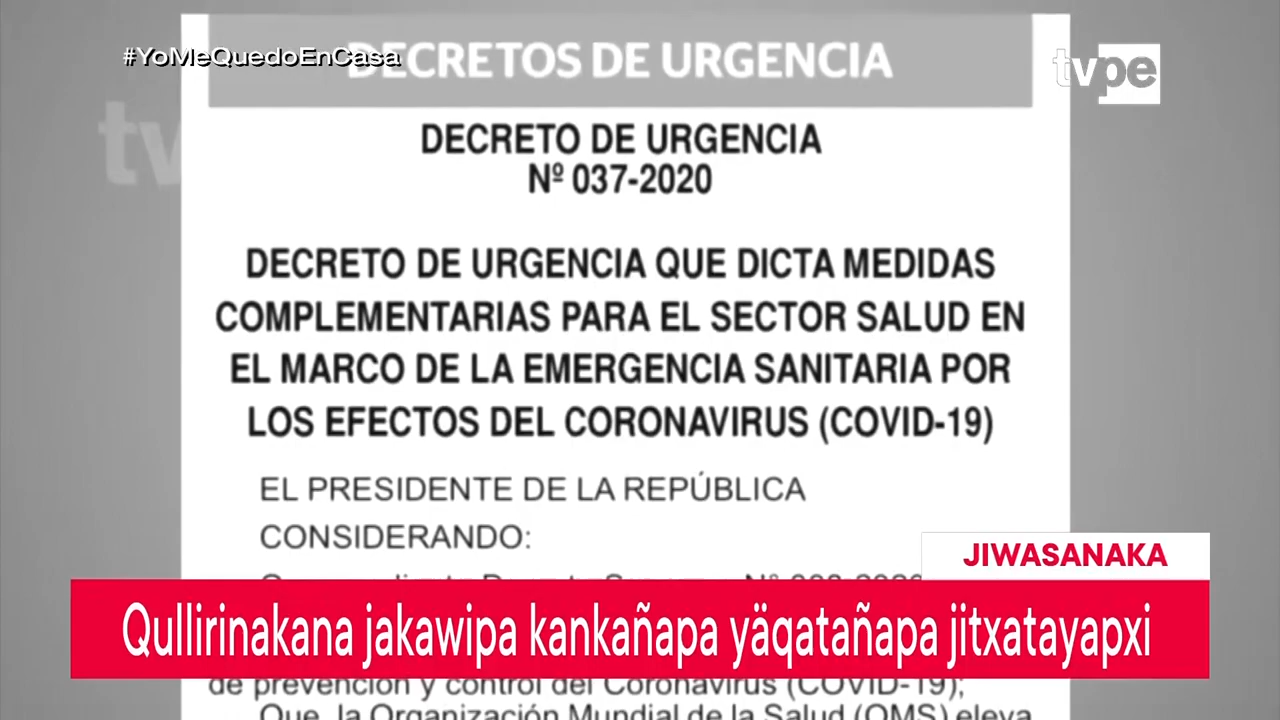 #YoMeQuedoEnCasa
DECRETOS DE URGENCIA
tvpe
DECRETO DE URGENCIA
Nº 037-2020
DECRETO DE URGENCIA QUE DICTA MEDIDAS
COMPLEMENTARIAS PARA EL SECTOR SALUD EN
EL MARCO DE LA EMERGENCIA SANITARIA POR
LOS EFECTOS DEL CORONAVIRUS (COVID-19)
EL PRESIDENTE DE LA REPÚBLICA
CONSIDERANDO:
JIWASANAKA
Qullirinakana jakawipa kankañapa yäqatañapa jitxatayapxi
de prevención y control del Coronavirus (COVID-19);
Que, la Organización Mundial de la Salud (OMS) eleva